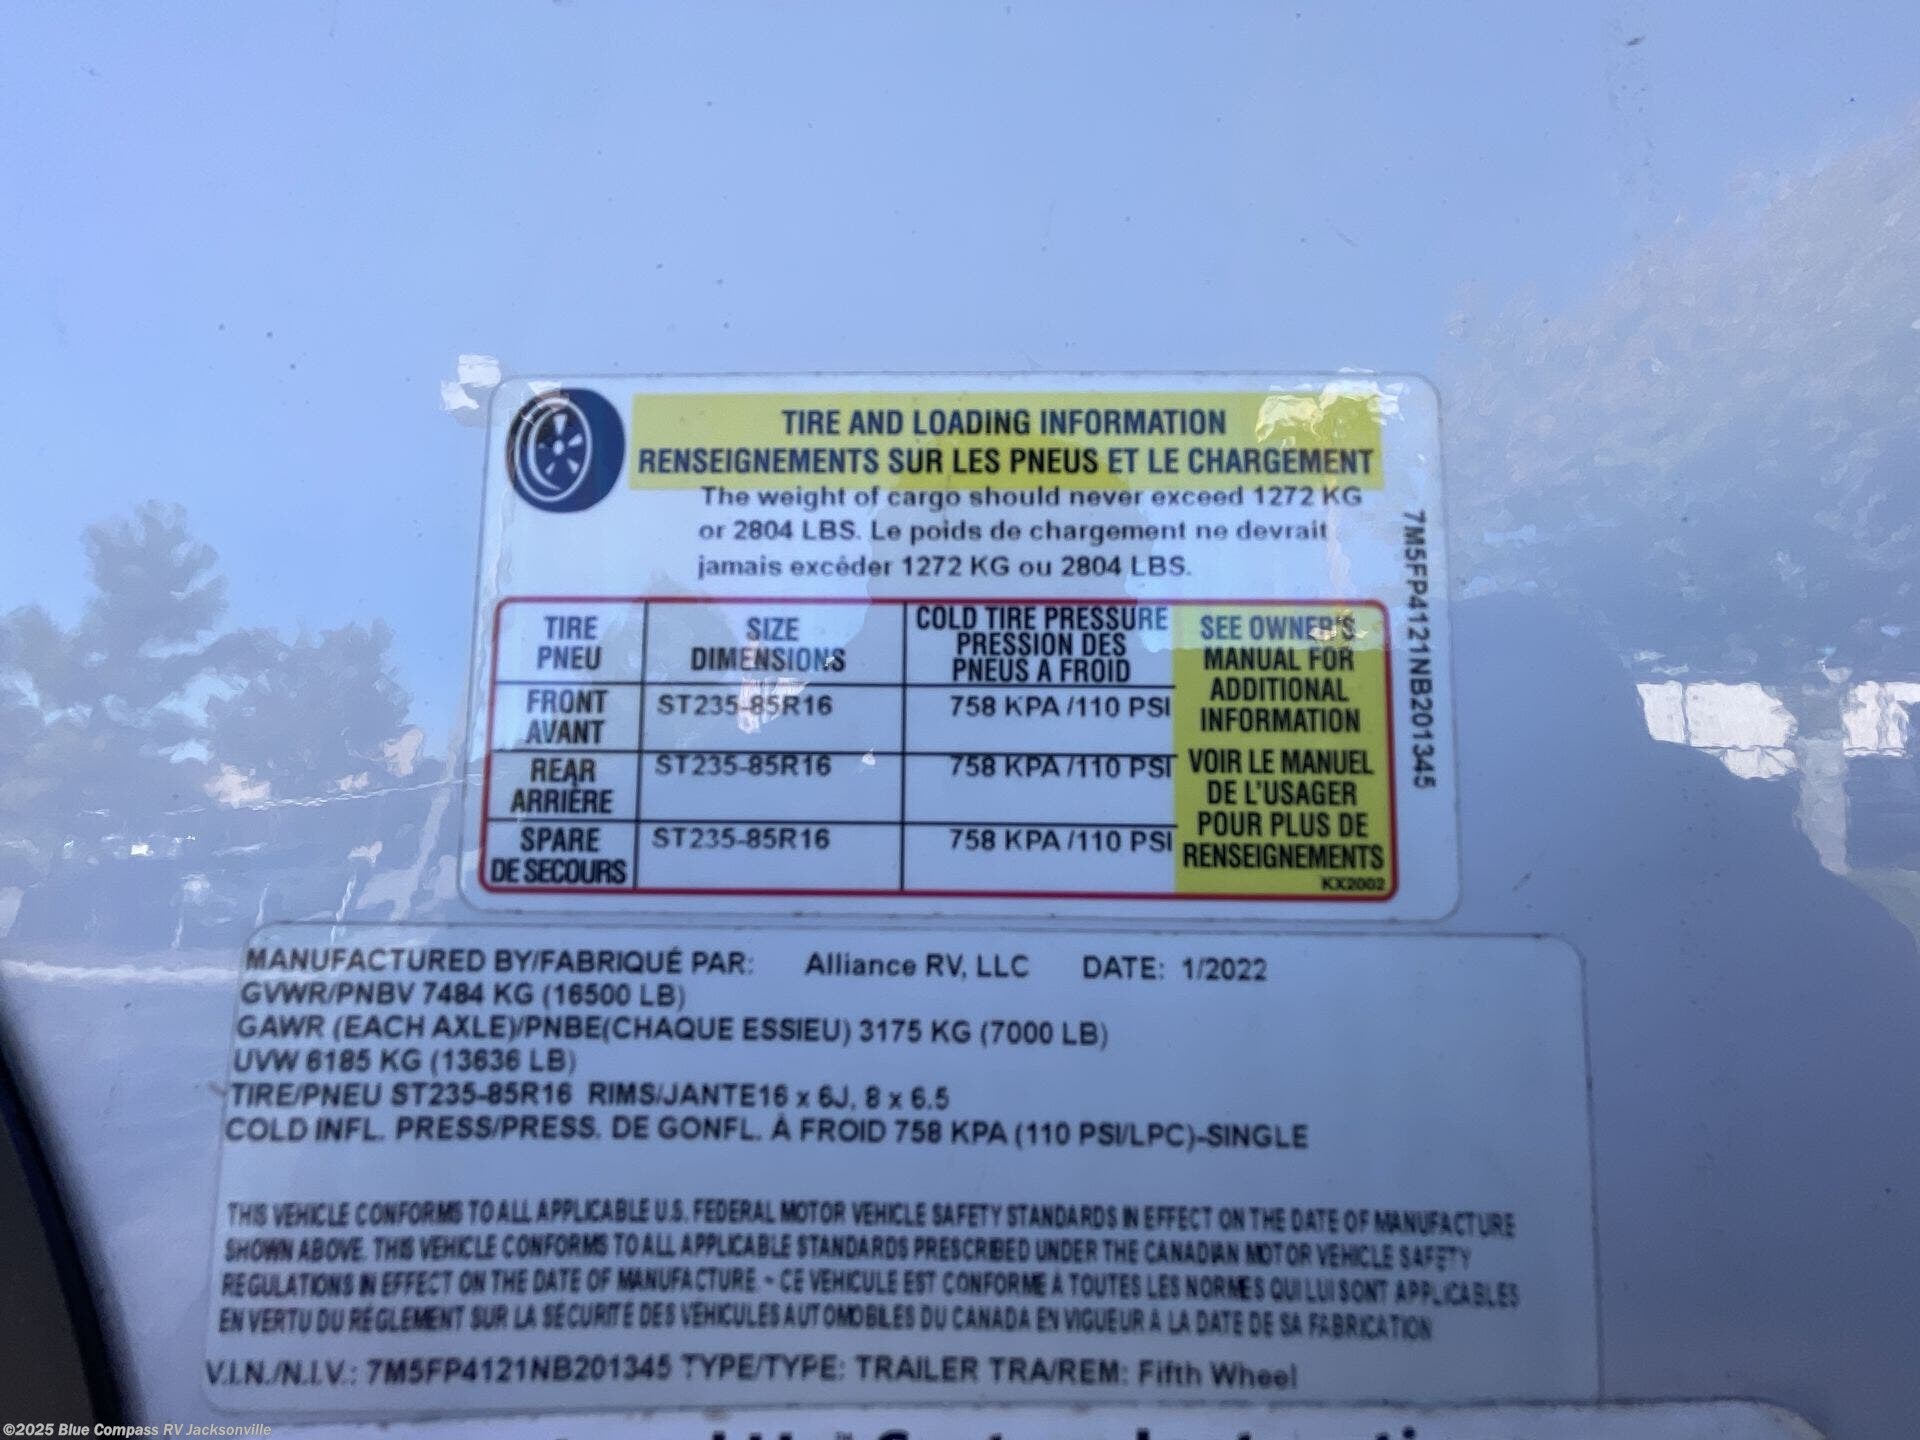 TIRE AND LOADING INFORMATION
RENSEIGNEMENTS SUR LES PNEUS ET LE CHARGEMENT
The weight of cargo should never exceed 1272 KG
or 2804 LBS. Le poids de chargement ne devrait
jamais excéder 1272 KG ou 2804 LBS.
7M5FP4121NB201345
TIRE
PNEU
SIZE
DIMENSIONS
COLD TIRE PRESSURE
PRESSION DES
PNEUS A FROID
FRONT
AVANT
ST235-85R16
758 KPA /110 PSI
REAR
ARRIÈRE
ST235-85R16
758 KPA /110 PSI
SPARE
DE SECOURS
ST235-85R16
758 KPA /110 PSI
SEE OWNER'S
MANUAL FOR
ADDITIONAL
INFORMATION
VOIR LE MANUEL
DE L'USAGER
POUR PLUS DE
RENSEIGNEMENTS
KX2002
MANUFACTURED BY/FABRIQUÉ PAR: Alliance RV, LLC DATE: 1/2022
GVWR/PNBV 7484 KG (16500 LB)
GAWR (EACH AXLE)/PNBE(CHAQUE ESSIEU) 3175 KG (7000 LB)
UVW 6185 KG (13636 LB)
TIRE/PNEU ST235-85R16 RIMS/JANTE16 x 6J, 8 x 6.5
COLD INFL. PRESS/PRESS. DE GONFL. À FROID 758 KPA (110 PSI/LPC)-SINGLE
THIS VEHICLE CONFORMS TO ALL APPLICABLE U.S. FEDERAL MOTOR VEHICLE SAFETY STANDARDS IN EFFECT ON THE DATE OF MANUFACTURE
SHOWN ABOVE. THIS VEHICLE CONFORMS TO ALL APPLICABLE STANDARDS PRESCRIBED UNDER THE CANADIAN MOTOR VEHICLE SAFETY
REGULATIONS IN EFFECT ON THE DATE OF MANUFACTURE - CE VEHICULE EST CONFORME À TOUTES LES NORMES QUI LUI SONT APPLICABLES
EN VERTU DU RÉGLEMENT SUR LA SÉCURITÉ DES VÉHICULES AUTOMOBILES DU CANADA EN VIGUEUR À LA DATE DE SA FABRICATION
V.I.N./N.I.V.: 7M5FP4121NB201345 TYPE/TYPE: TRAILER TRA/REM: Fifth Wheel
©2025 Blue Compass RV Jacksonville